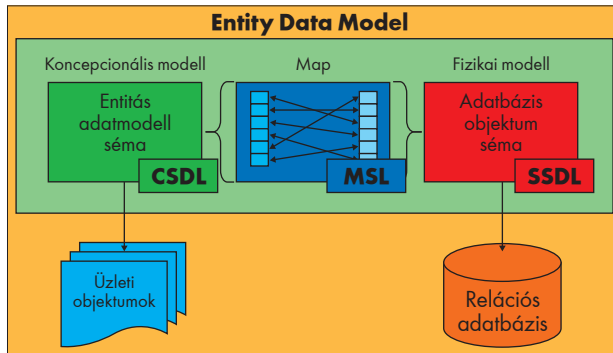 Entity Data Model
Koncepcionális modell
Map
Fizikai modell
Entitás
adatmodell
séma
CSDL
MSL
Adatbázis
objektum
séma
SSDL
Üzleti
objektumok
Relációs
adatbázis